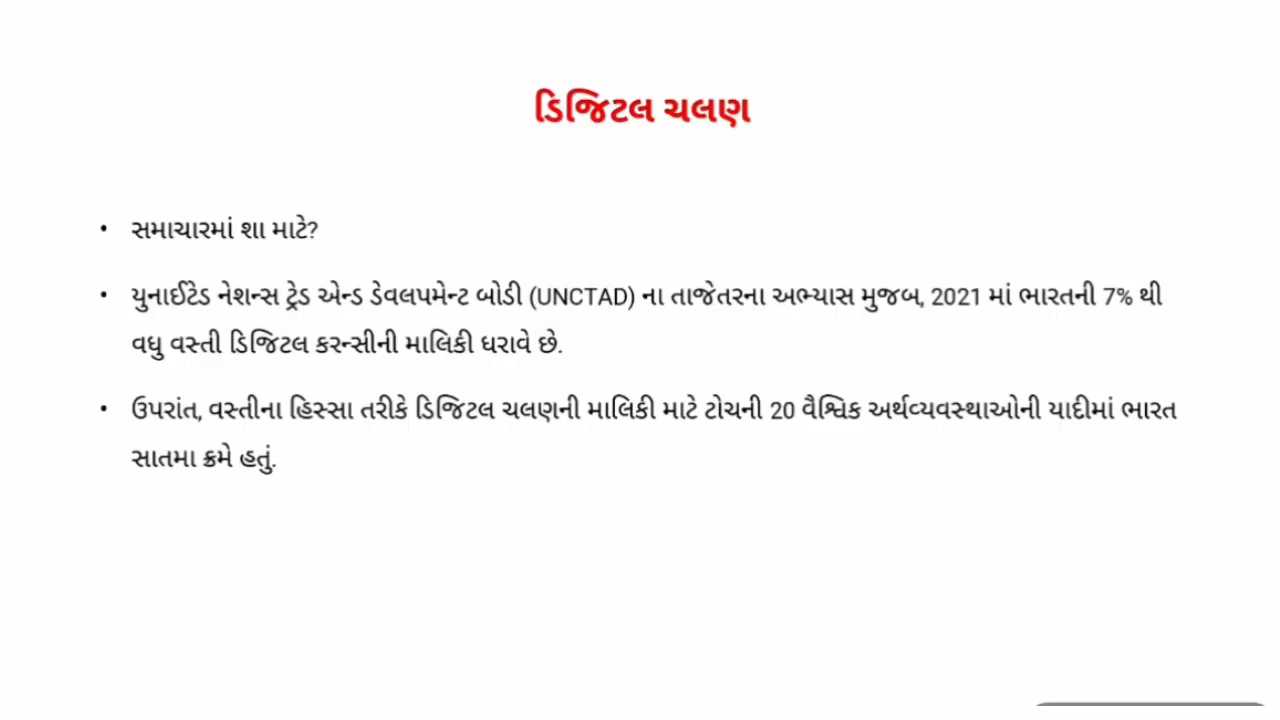 ડિજિટલ ચલણ
• સમાચારમાં શા માટે?
• યુનાઈટેડ નેશન્સ ટ્રેડ એન્ડ ડેવલપમેન્ટ બોડી (UNCTAD) ના તાજેતરના અભ્યાસ મુજબ, 2021 માં ભારતની 7% થી
વધુ વસ્તી ડિજિટલ કરન્સીની માલિકી ધરાવે છે.
• ઉપરાંત, વસ્તીના હિસ્સા તરીકે ડિજિટલ ચલણની માલિકી માટે ટોચની 20 વૈશ્વિક અર્થવ્યવસ્થાઓની યાદીમાં ભારત
સાતમા ક્રમે હતું.